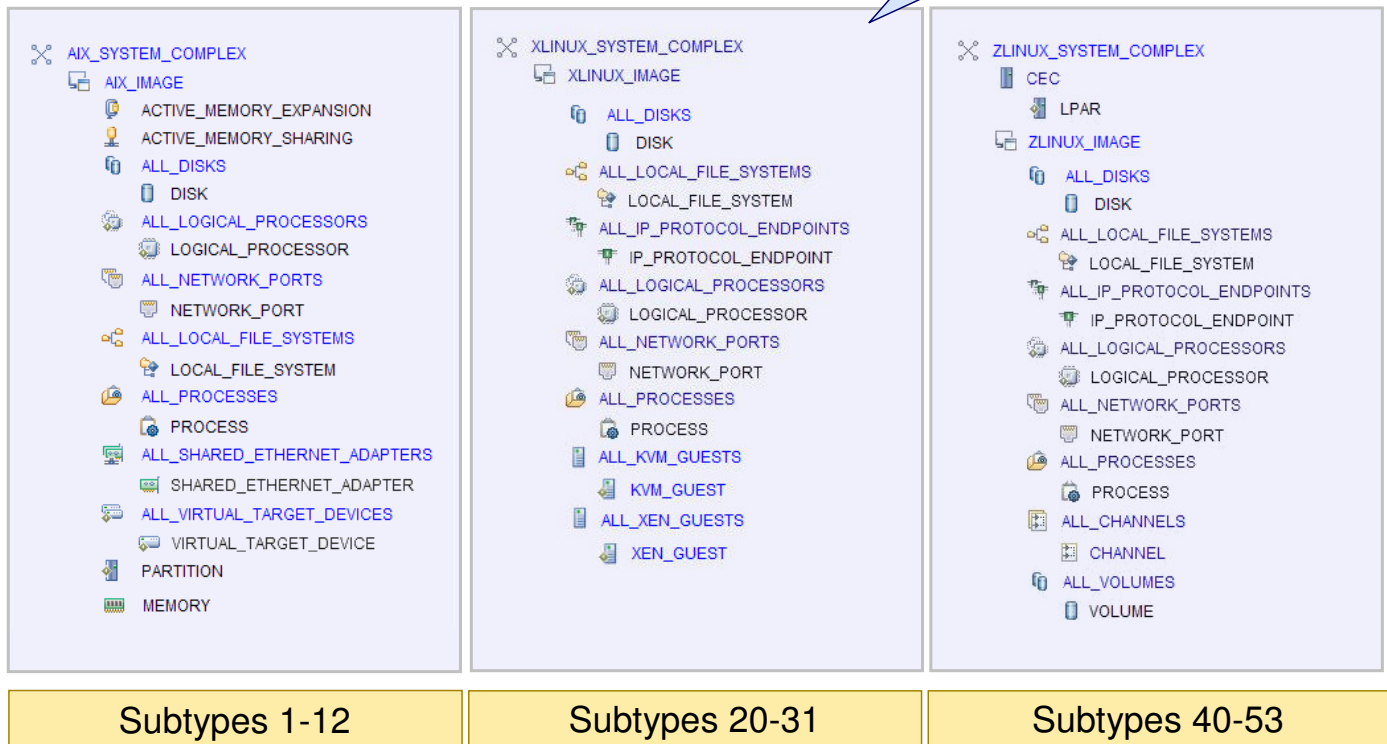 AIX_SYSTEM_COMPLEX
AIX_IMAGE
ACTIVE_MEMORY_EXPANSION
ACTIVE_MEMORY_SHARING
ALL_DISKS
DISK
ALL_LOGICAL_PROCESSORS
LOGICAL_PROCESSOR
ALL_NETWORK_PORTS
NETWORK_PORT
ALL_LOCAL_FILE_SYSTEMS
LOCAL_FILE_SYSTEM
ALL_PROCESSES
PROCESS
ALL_SHARED_ETHERNET_ADAPTERS
SHARED_ETHERNET_ADAPTER
ALL_VIRTUAL_TARGET_DEVICES
VIRTUAL_TARGET_DEVICE
PARTITION
MEMORY
Subtypes 1-12
XLINUX_SYSTEM_COMPLEX
XLINUX_IMAGE
ALL_DISKS
DISK
ALL_LOCAL_FILE_SYSTEMS
LOCAL_FILE_SYSTEM
ALL_IP_PROTOCOL_ENDPOINTS
IP_PROTOCOL_ENDPOINT
ALL_LOGICAL_PROCESSORS
LOGICAL_PROCESSOR
ALL_NETWORK_PORTS
NETWORK_PORT
ALL_PROCESSES
PROCESS
ALL_KVM_GUESTS
KVM_GUEST
ALL_XEN_GUESTS
XEN_GUEST
Subtypes 20-31
ZLINUX_SYSTEM_COMPLEX
CEC
LPAR
ZLINUX_IMAGE
ALL_DISKS
DISK
ALL_LOCAL_FILE_SYSTEMS
LOCAL_FILE_SYSTEM
ALL_IP_PROTOCOL_ENDPOINTS
IP_PROTOCOL_ENDPOINT
ALL_LOGICAL_PROCESSORS
LOGICAL_PROCESSOR
ALL_NETWORK_PORTS
NETWORK_PORT
ALL_PROCESSES
PROCESS
ALL_CHANNELS
CHANNEL
ALL_VOLUMES
VOLUME
Subtypes 40-53